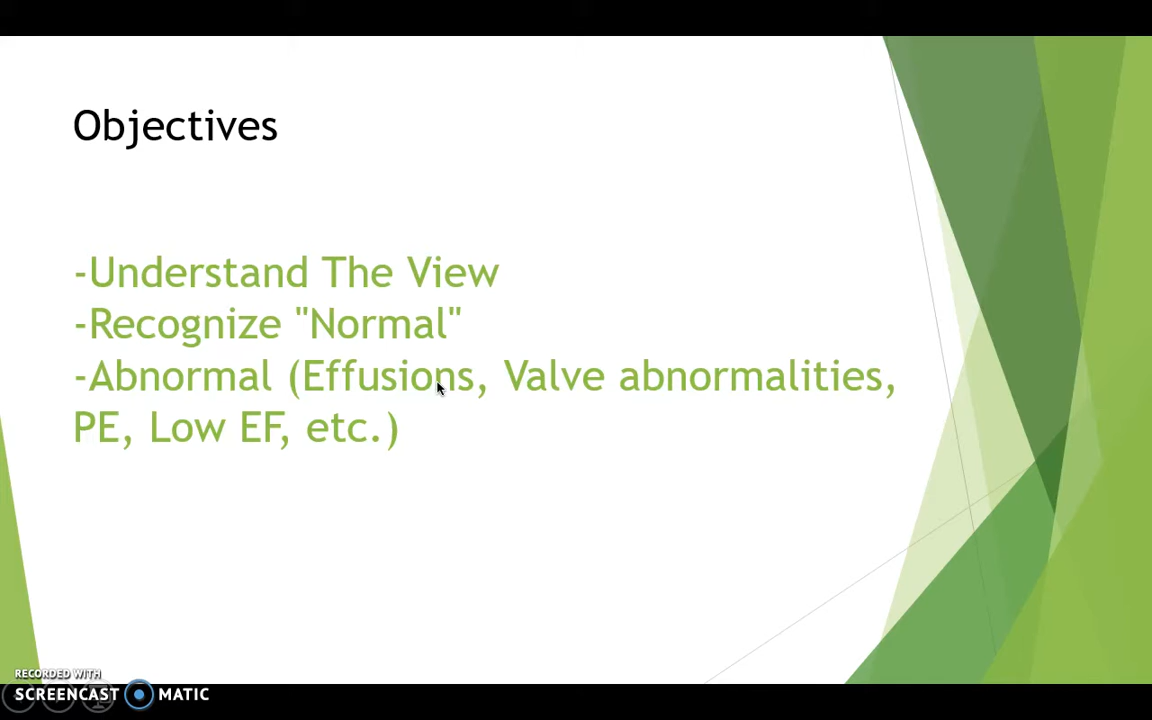 Objectives
-Understand The View
-Recognize "Normal"
-Abnormal (Effusions, Valve abnormalities,
PE, Low EF, etc.)
RECORDED WITH
SCREENCAST MATIC